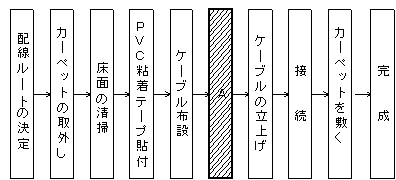 配線ルートの決定
カーペットの取外し
床面の清掃
PVC粘着テープ貼付
ケーブル布設
A
ケーブルの立上げ
接続
カーペットを敷く
完成